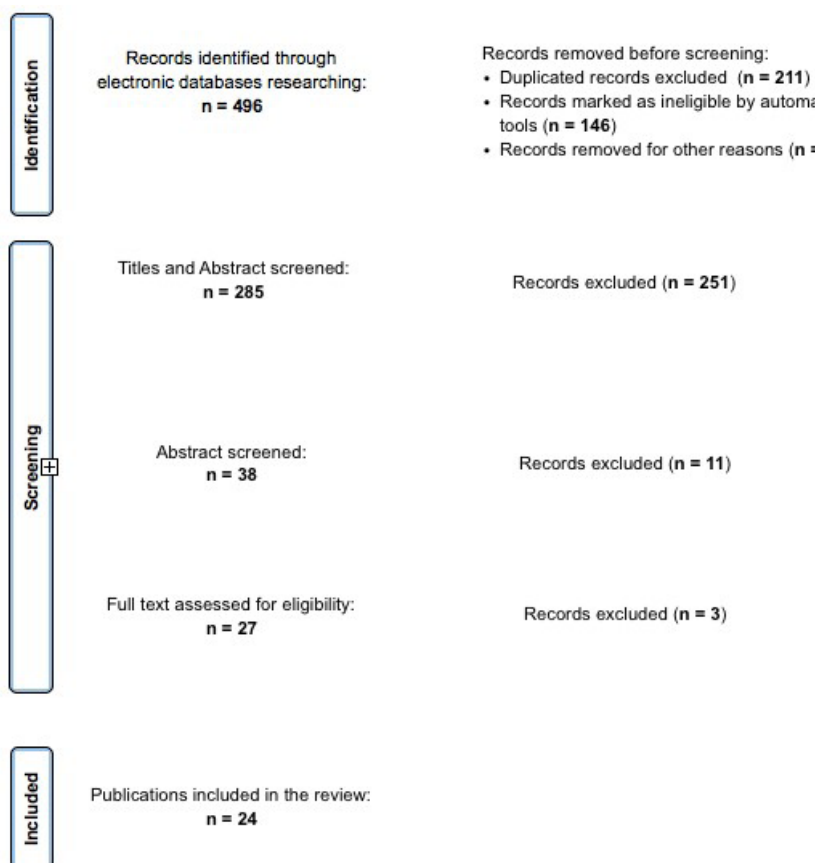 Identification
Records identified through
electronic databases researching:
n = 496
Records removed before screening:
• Duplicated records excluded (n = 211)
• Records marked as ineligible by
tools (n = 146)
• Records removed for other reasons (n =
Screening
Titles and Abstract screened:
n = 285
Records excluded (n = 251)
Abstract screened:
n = 38
Records excluded (n = 11)
Full text assessed for eligibility:
n = 27
Records excluded (n = 3)
Included
Publications included in the review:
n = 24